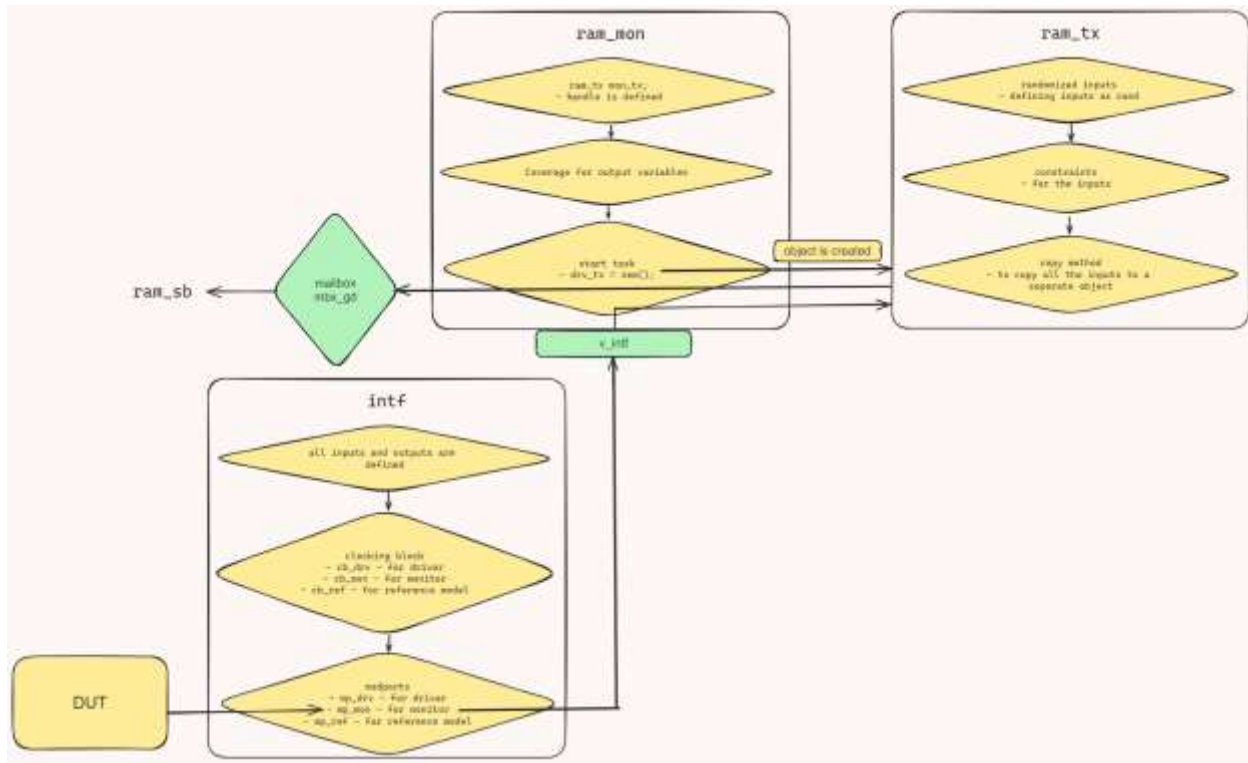 ram_mon
ram_tx mon_tx;
- handle is defined
Coverage for output variables
start task
- drv_tx = new();
object is created
ram_tx
randomized inputs
- defining inputs as rand
constraints
- for the inputs
copy method
- to copy all the inputs to a
separate object
ram_sb
mailbox
v_intf
intf
all inputs and outputs are
defined
clocking block
- cb_drv - for driver
- cb_mon - for monitor
- cb_ref - for reference model
modports
- mp_drv - for driver
- mp_mon - for monitor
- mp_ref - for reference model
DUT